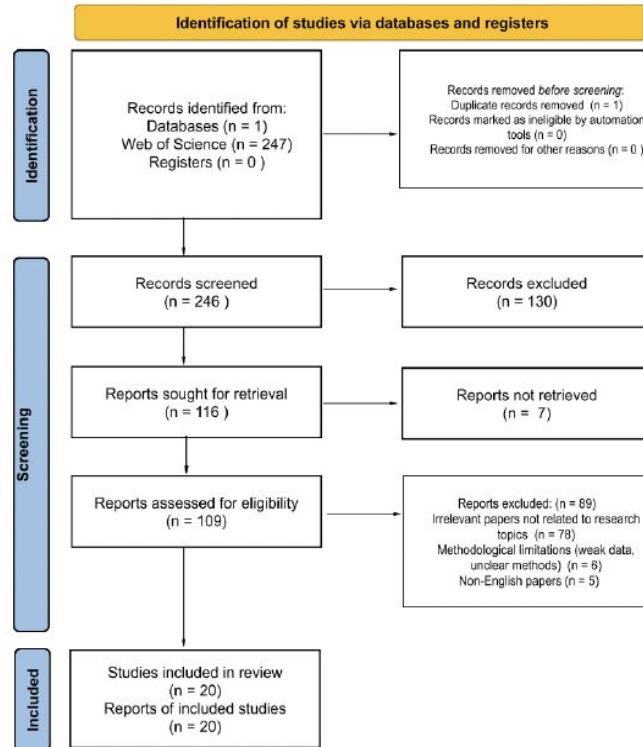 Identification of studies via databases and registers
Identification
Records identified from:
Databases (n = 1)
Web of Science (n = 247)
Registers (n = 0 )
Records removed before screening:
Duplicate records removed (n = 1)
Records marked as ineligible by automation
tools (n = 0)
Records removed for other reasons (n = 0 )
Screening
Records screened
(n = 246 )
Records excluded
(n = 130)
Reports sought for retrieval
(n = 116 )
Reports not retrieved
(n = 7)
Reports assessed for eligibility
(n = 109)
Reports excluded: (n = 89)
Irrelevant papers not related to research
topics (n = 78)
Methodological limitations (weak data,
unclear methods) (n = 6)
Non-English papers (n = 5)
Included
Studies included in review
(n = 20)
Reports of included studies
(n = 20)